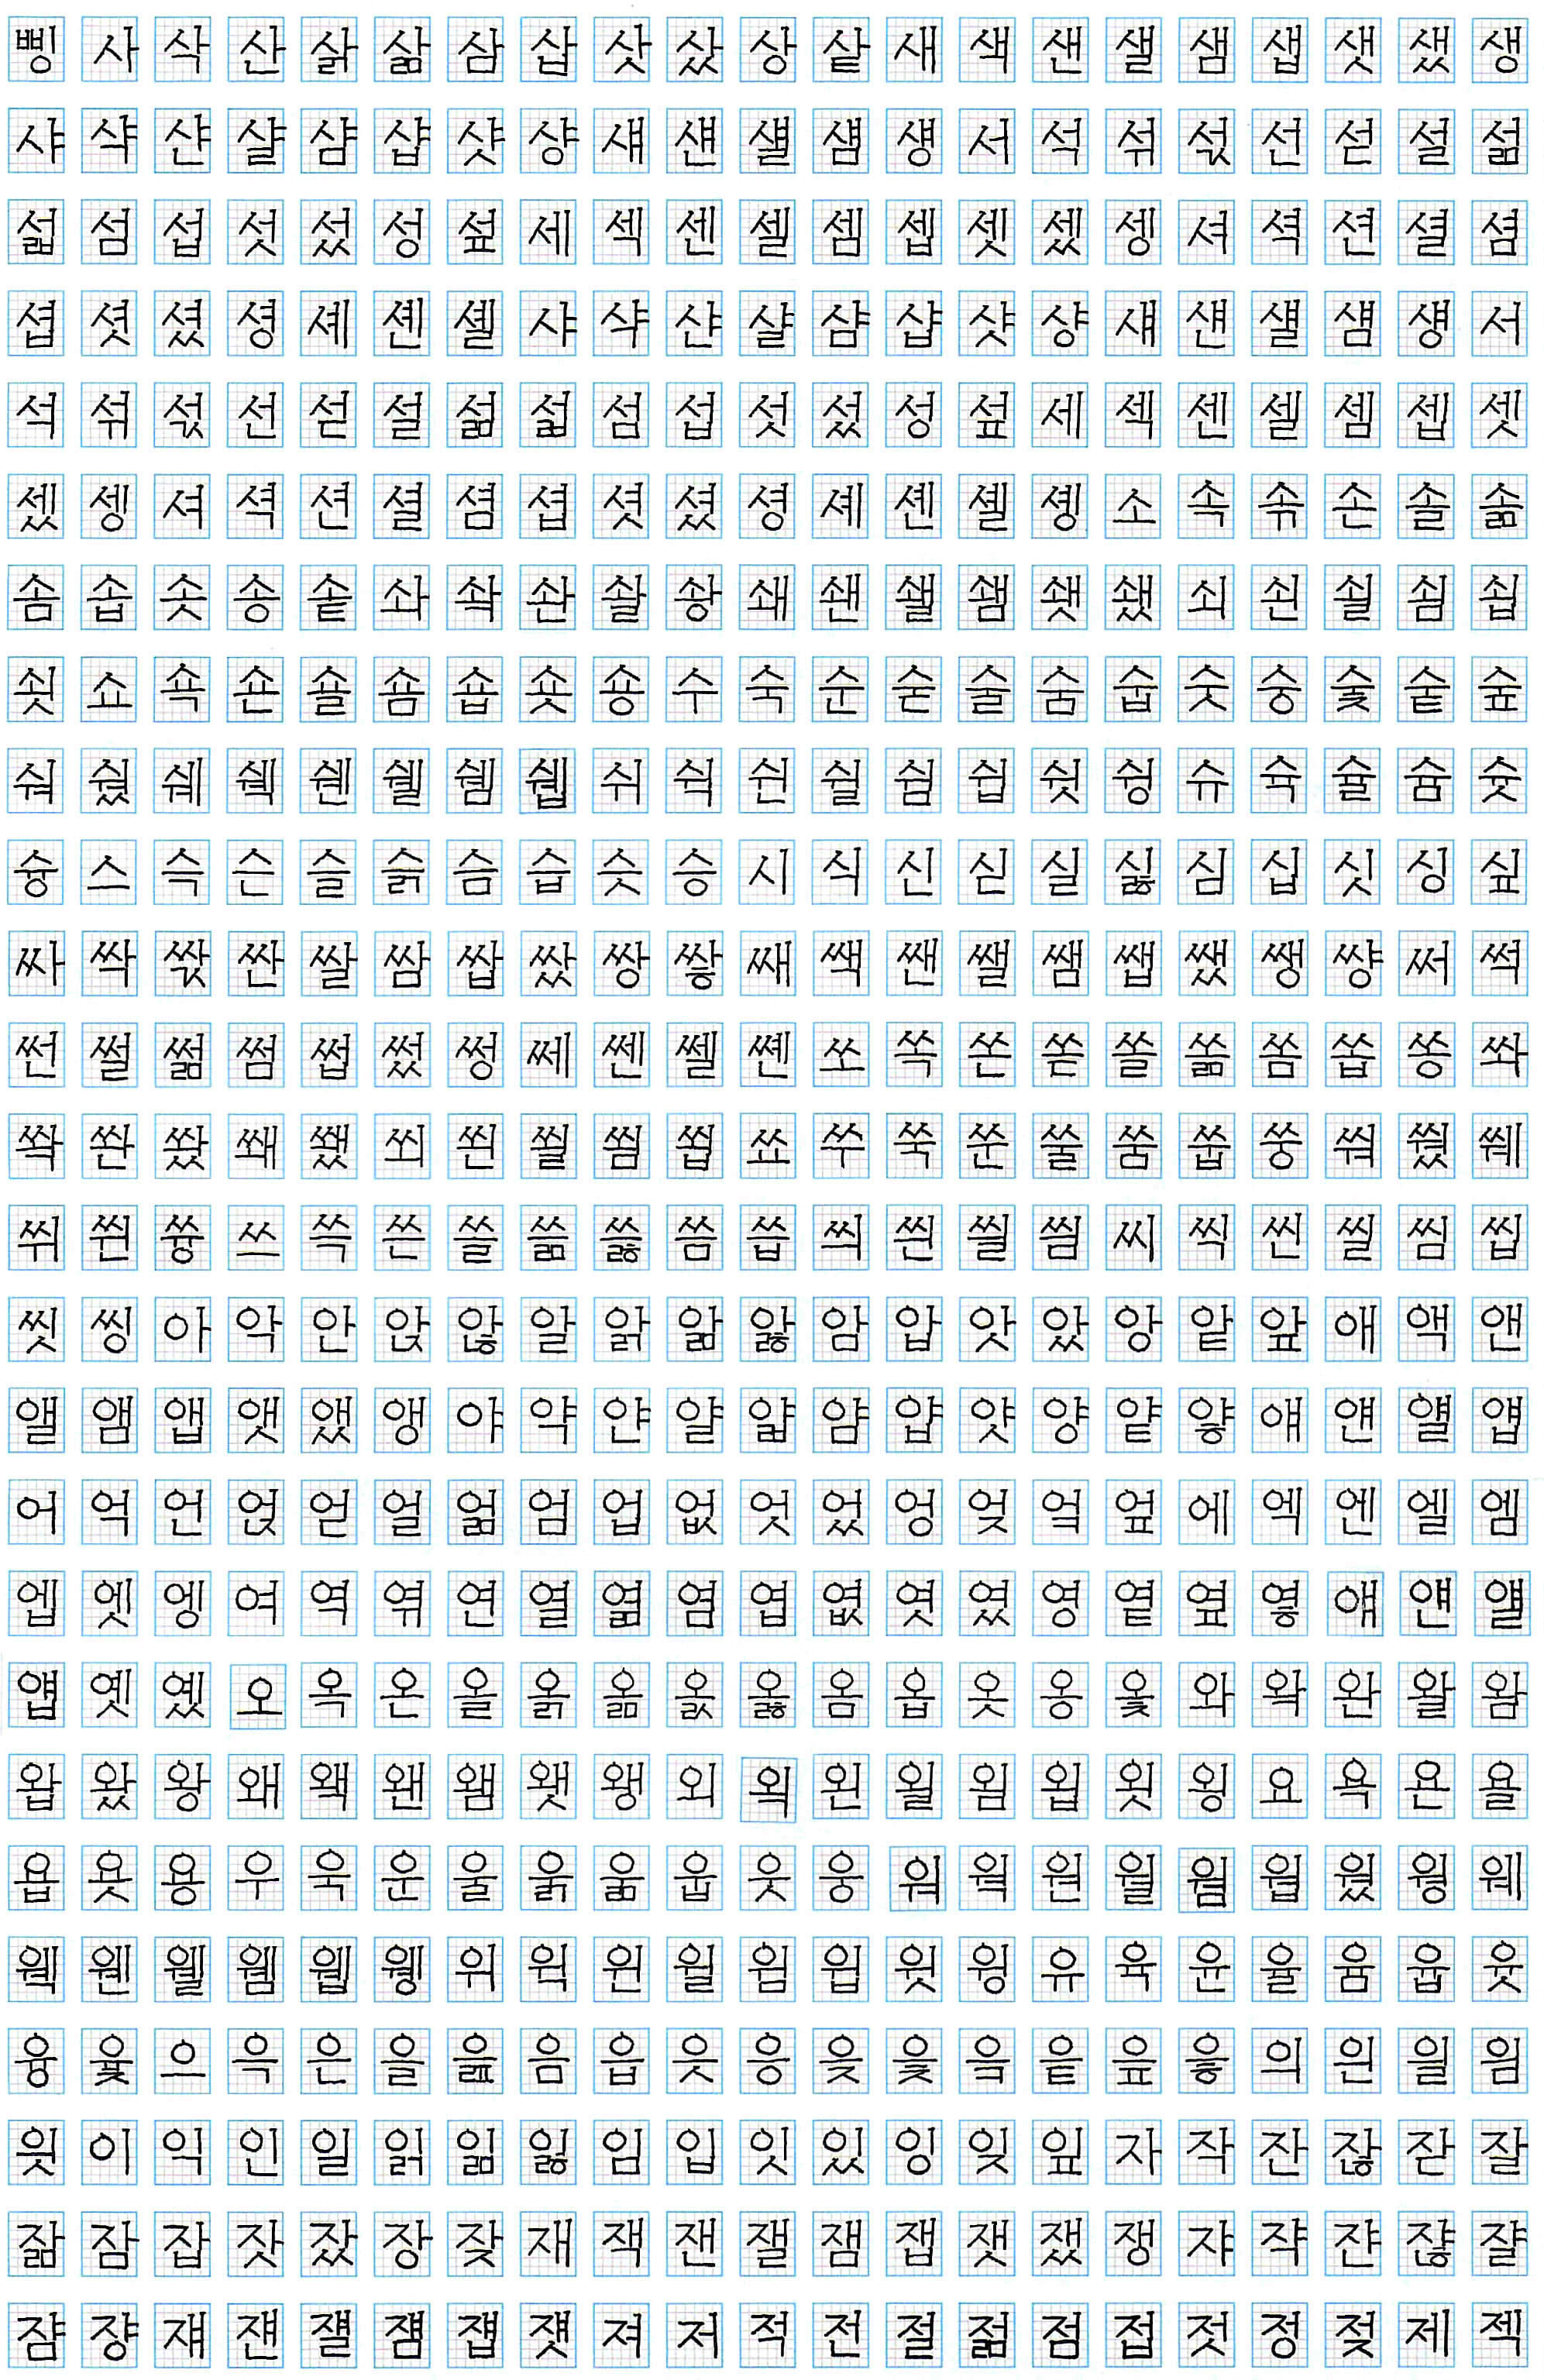 삥 사 삭 산 삵 삶 삼 삽 삿 샀 상 샅 새 색 샌 샐 샘 샙 샛 샜 생
샤 샥 샨 샬 샴 샵 샷 샹 섀 섄 섈 섐 섕 서 석 섞 섟 선 섣 설 섦
섧 섬 섭 섯 섰 성 섶 세 섹 센 셀 셈 셉 셋 셌 셍 셔 셕 션 셜 셤
셥 셧 셨 셩 셰 셴 셸 샤 샥 샨 샬 샴 샵 샷 샹 섀 섄 섈 섐 섕 서
석 섞 섟 선 섣 설 섦 섧 섬 섭 섯 섰 성 섶 세 섹 센 셀 셈 셉 셋
셌 셍 셔 셕 션 셜 셤 셥 셧 셨 셩 셰 셴 셸 솅 소 속 솎 손 솔 솖
솜 솝 솟 송 솥 솨 솩 솬 솰 솽 쇄 쇈 쇌 쇔 쇗 쇘 쇠 쇤 쇨 쇰 쇱
쇳 쇼 쇽 숀 숄 숌 숍 숏 숑 수 숙 순 숟 술 숨 숩 숫 숭 숯 숱 숲
숴 쉈 쉐 쉑 쉔 쉘 쉠 쉡 쉬 쉭 쉰 쉴 쉼 쉽 쉿 슁 슈 슉 슐 슘 슛
슝 스 슥 슨 슬 슭 슴 습 슷 승 시 식 신 싣 실 싫 심 십 싯 싱 싶
싸 싹 싻 싼 쌀 쌈 쌉 쌌 쌍 쌓 쌔 쌕 쌘 쌜 쌤 쌥 쌨 쌩 썅 써 썩
썬 썰 썲 썸 썹 썼 썽 쎄 쎈 쎌 쏀 쏘 쏙 쏜 쏟 쏠 쏢 쏨 쏩 쏭 쏴
쏵 쏸 쐈 쐐 쐤 쐬 쐰 쐴 쐼 쐽 쑈 쑤 쑥 쑨 쑬 쑴 쑵 쑹 쒀 쒔 쒜
쒸 쒼 쓩 쓰 쓱 쓴 쓸 쓺 쓿 씀 씁 씌 씐 씔 씜 씨 씩 씬 씰 씸 씹
씻 씽 아 악 안 앉 않 알 앍 앎 앓 암 압 앗 았 앙 앝 앞 애 액 앤
앨 앰 앱 앳 앴 앵 야 약 얀 얄 얇 얌 얍 얏 양 얕 얗 얘 얜 얠 얩
어 억 언 얹 얻 얼 얾 엄 업 없 엇 었 엉 엊 엌 엎 에 엑 엔 엘 엠
엡 엣 엥 여 역 엮 연 열 엶 염 엽 엾 엿 였 영 옅 옆 옇 얘 얜 얠
얩 옛 옜 오 옥 온 올 옭 옮 옰 옳 옴 옵 옷 옹 옻 와 왁 완 왈 왐
왑 왔 왕 왜 왝 왠 왬 왯 왱 외 왹 왼 욀 욈 욉 욋 욍 요 욕 욘 욜
욥 욧 용 우 욱 운 울 욹 욺 웁 웃 웅 워 웍 원 월 웜 웝 웠 웡 웨
웩 웬 웰 웸 웹 웽 위 윅 윈 윌 윔 윕 윗 윙 유 육 윤 율 윰 윱 윳
융 윷 으 윽 은 을 읊 음 읍 읏 응 읒 읓 읔 읕 읖 읗 의 읜 읠 읨
읫 이 익 인 일 읽 읾 잃 임 입 잇 있 잉 잊 잎 자 작 잔 잖 잗 잘
잚 잠 잡 잣 잤 장 잦 재 잭 잰 잴 잼 잽 잿 쟀 쟁 쟈 쟉 쟌 쟎 쟐
쟘 쟝 쟤 쟨 쟬 쟴 쟵 쟷 져 저 적 전 절 젊 점 접 젓 정 젖 제 젝